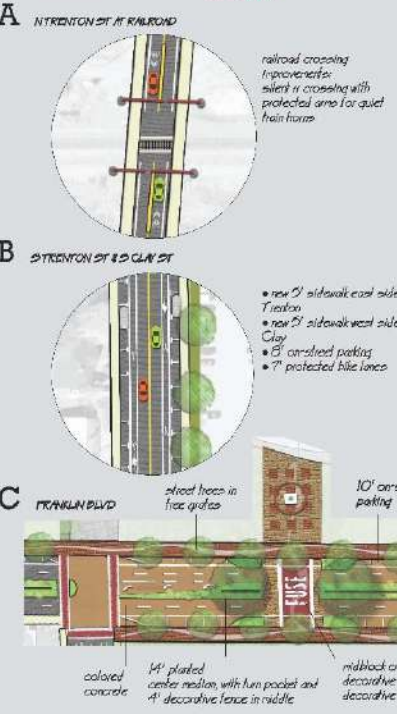 A N TRENTON ST AT RAILROAD
railroad crossing
improvements:
silent rr crossing with
protected arms for quiet
train horns
B S TRENTON ST & S CLAY ST
• new 5' sidewalk east side
Trenton
• new 5' sidewalk west side
Clay
• 8' on-street parking
• 7' protected bike lanes
C FRANKLIN BLVD
street trees in
tree grates
10'
parking
FUSE
colored
concrete
14' planted
center median, with turn pocket and
4' decorative fence in middle
midblock
decorative
decorative